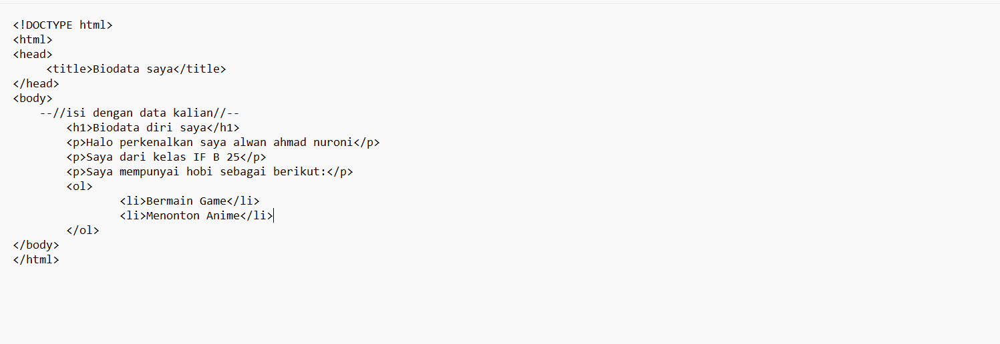 <!DOCTYPE html>
<html>
<head>
     <title>Biodata saya</title>
</head>
<body>
    --//isi dengan data kalian//--
        <h1>Biodata diri saya</h1>
        <p>Halo perkenalkan saya alwan ahmad nuroni</p>
        <p>Saya dari kelas IF B 25</p>
        <p>Saya mempunyai hobi sebagai berikut:</p>
        <ol>
                <li>Bermain Game</li>
                <li>Menonton Anime</li>
        </ol>
</body>
</html>